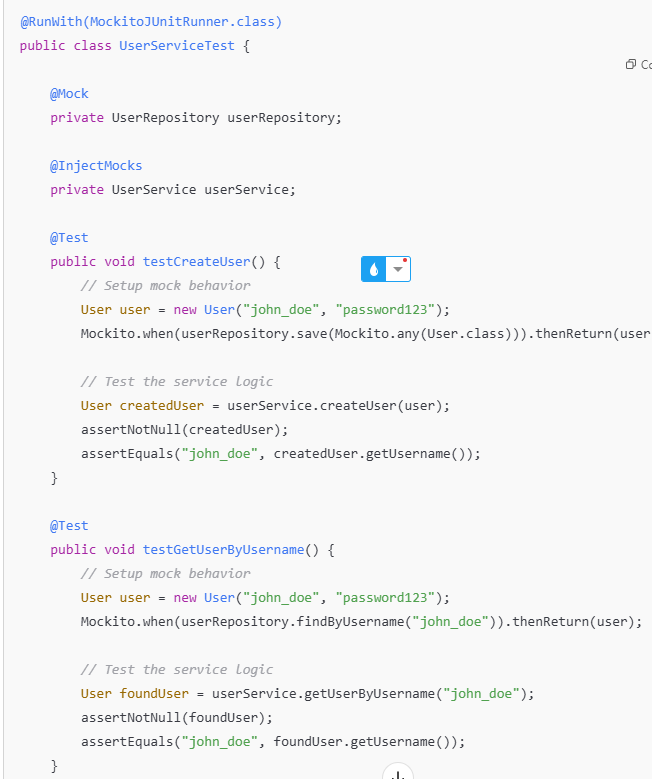 @RunWith(MockitoJUnitRunner.class)
public class UserServiceTest {
Co
@Mock
private UserRepository userRepository;
@InjectMocks
private UserService userService;
@Test
public void testCreateUser() {
// Setup mock behavior
User user = new User("john_doe", "password123");
Mockito.when(userRepository.save(Mockito.any(User.class))).thenReturn(user
// Test the service logic
User createdUser = userService.createUser(user);
assertNotNull(createdUser);
assertEquals("john_doe", createdUser.getUsername());
}
@Test
public void testGetUserByUsername() {
// Setup mock behavior
User user = new User("john_doe", "password123");
Mockito.when(userRepository.findByUsername("john_doe")).thenReturn(user);
// Test the service logic
User foundUser = userService.getUserByUsername("john_doe");
assertNotNull(foundUser);
assertEquals("john_doe", foundUser.getUsername());
}